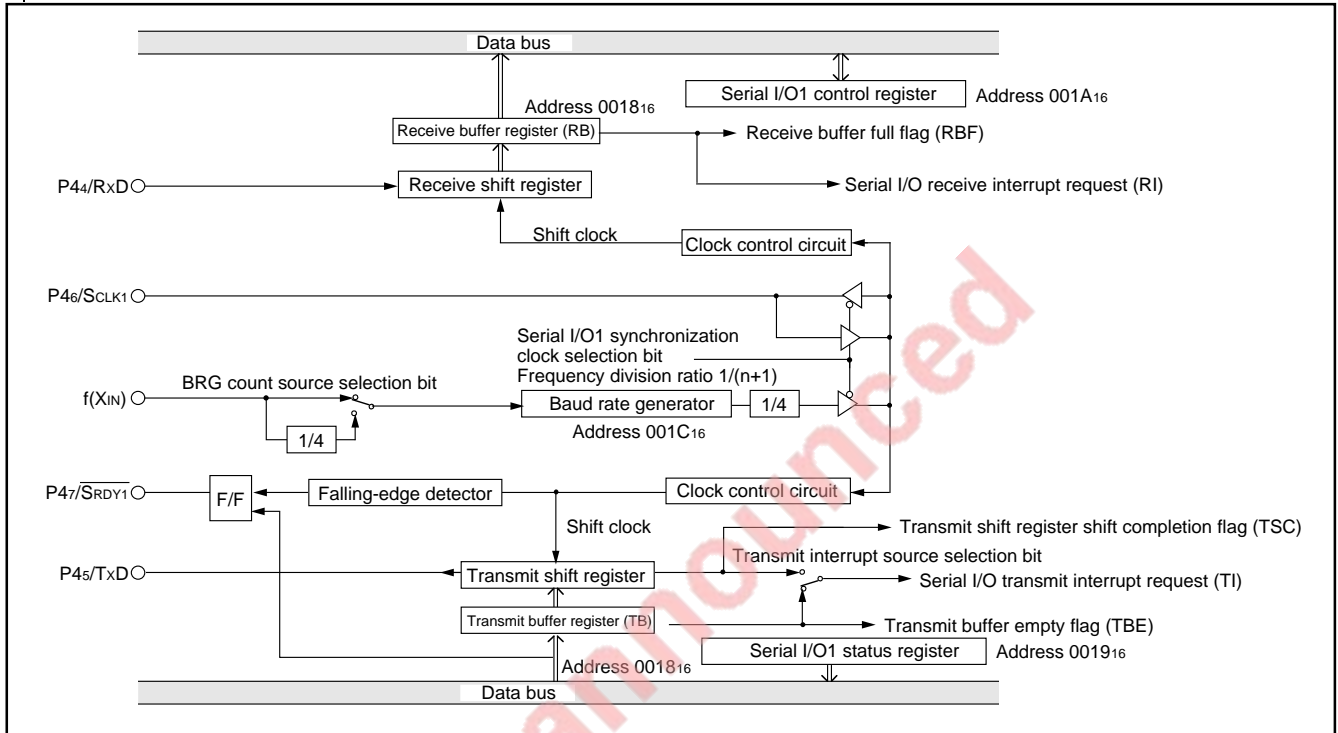 Data bus
Serial I/O1 control register Address 001A16
Address 001816
Receive buffer register (RB) Receive buffer full flag (RBF)
P44/RXD Receive shift register Serial I/O receive interrupt request (RI)
Shift clock Clock control circuit
P46/SCLK1
Serial I/O1 synchronization
clock selection bit
Frequency division ratio 1/(n+1)
BRG count source selection bit
f(XIN) Baud rate generator 1/4
1/4 Address 001C16
P47/SRDY1 F/F Falling-edge detector Clock control circuit
Shift clock
Transmit shift register shift completion flag (TSC)
Transmit interrupt source selection bit
P45/TXD Transmit shift register Serial I/O transmit interrupt request (TI)
Transmit buffer register (TB) Transmit buffer empty flag (TBE)
Address 001816 Serial I/O1 status register Address 001916
Data bus